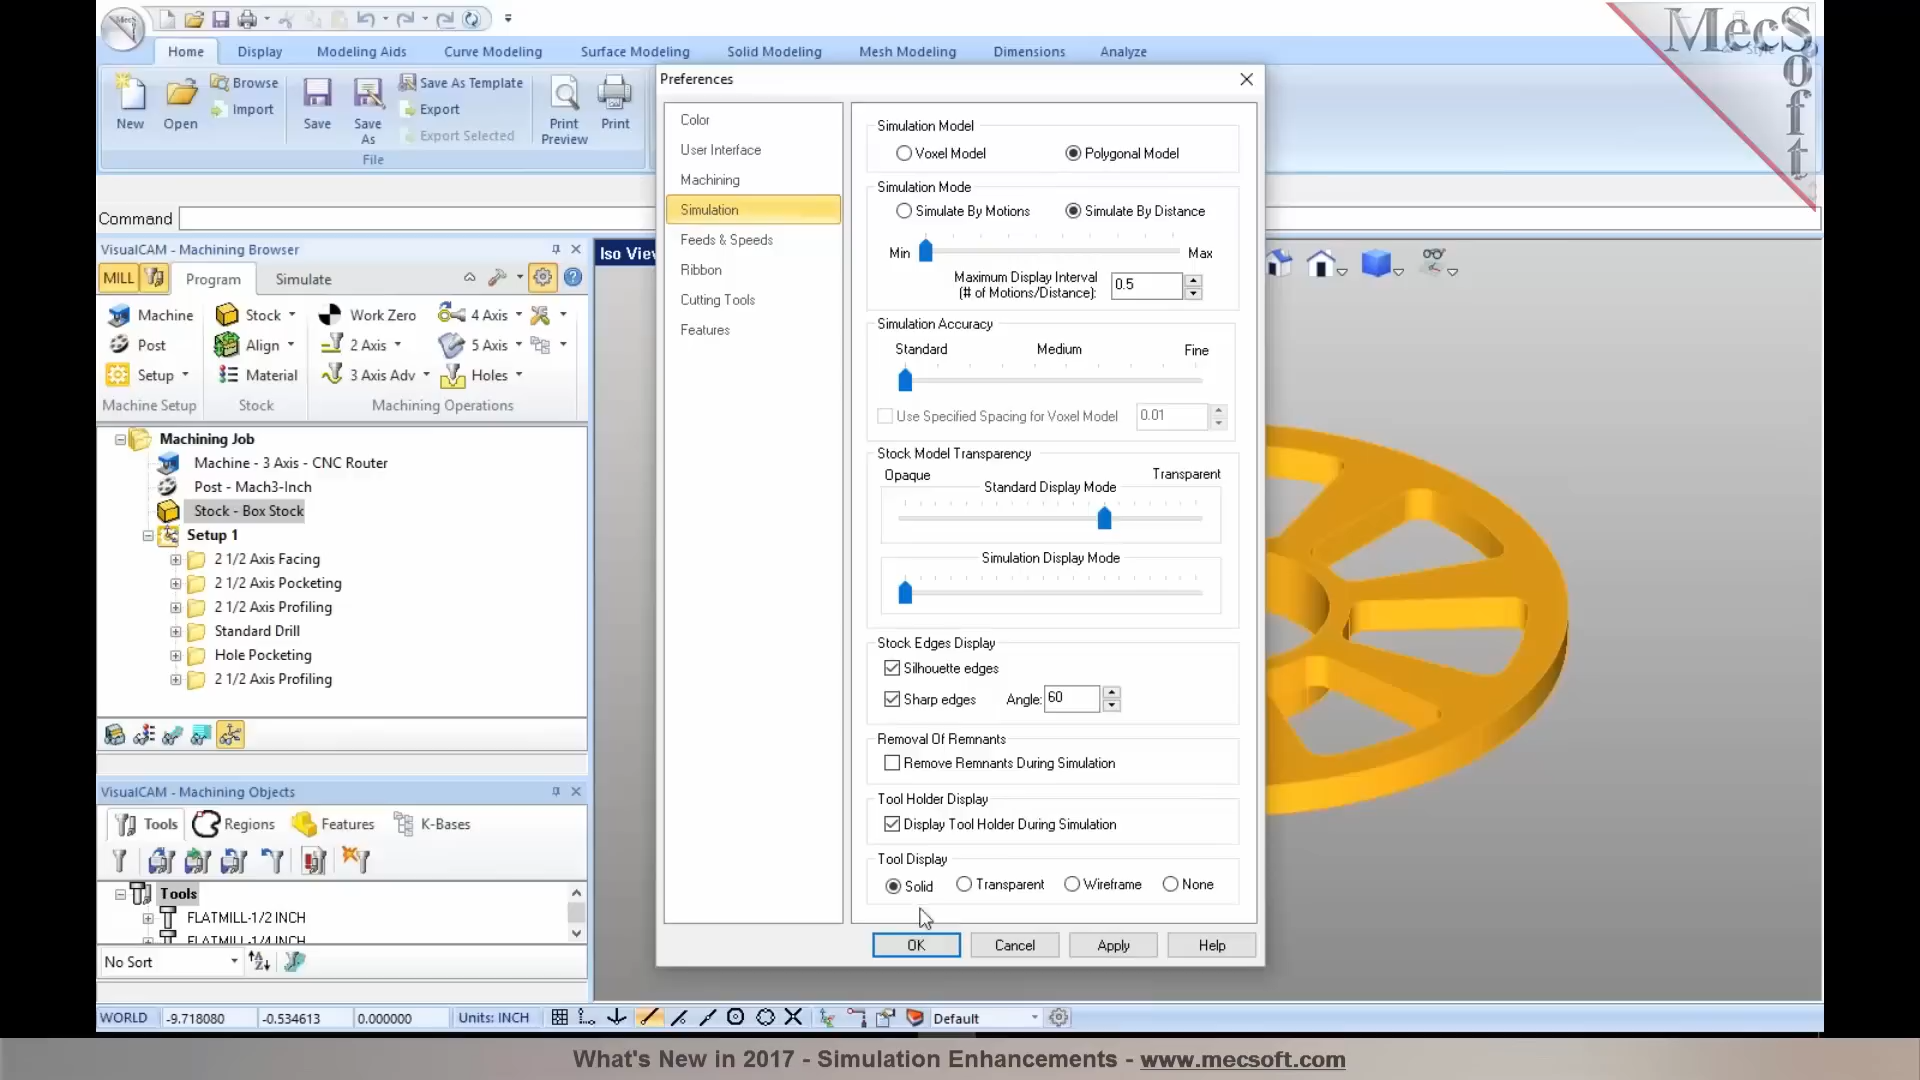 MecSoft
Home Display Modeling Aids Curve Modeling Surface Modeling Solid Modeling Mesh Modeling Dimensions Analyze
New
Open
Browse
Import
Save
Save As
Save As Template
Export
Export Selected
Print Preview
Print
File
Command
VisualCAM - Machining Browser
MILL Program Simulate
Machine Stock Work Zero 4 Axis
Post Align 2 Axis 5 Axis
Setup Material 3 Axis Adv Holes
Machine Setup Stock Machining Operations
Machining Job
Machine - 3 Axis - CNC Router
Post - Mach3-Inch
Stock - Box Stock
Setup 1
2 1/2 Axis Facing
2 1/2 Axis Pocketing
2 1/2 Axis Profiling
Standard Drill
Hole Pocketing
2 1/2 Axis Profiling
VisualCAM - Machining Objects
Tools Regions Features K-Bases
Tools
FLATMILL-1/2 INCH
FLATMILL-1/4 INCH
No Sort
Iso View
Preferences
Color
User Interface
Machining
Simulation
Feeds & Speeds
Ribbon
Cutting Tools
Features
Simulation Model
Voxel Model Polygonal Model
Simulation Mode
Simulate By Motions Simulate By Distance
Min Max
Maximum Display Interval
(# of Motions/Distance): 0.5
Simulation Accuracy
Standard Medium Fine
Use Specified Spacing for Voxel Model 0.01
Stock Model Transparency
Opaque Transparent
Standard Display Mode
Simulation Display Mode
Stock Edges Display
Silhouette edges
Sharp edges Angle: 60
Removal Of Remnants
Remove Remnants During Simulation
Tool Holder Display
Display Tool Holder During Simulation
Tool Display
Solid Transparent Wireframe None
OK Cancel Apply Help
WORLD -9.718080 -0.534613 0.000000 Units: INCH Default
What's New in 2017 - Simulation Enhancements - www.mecsoft.com